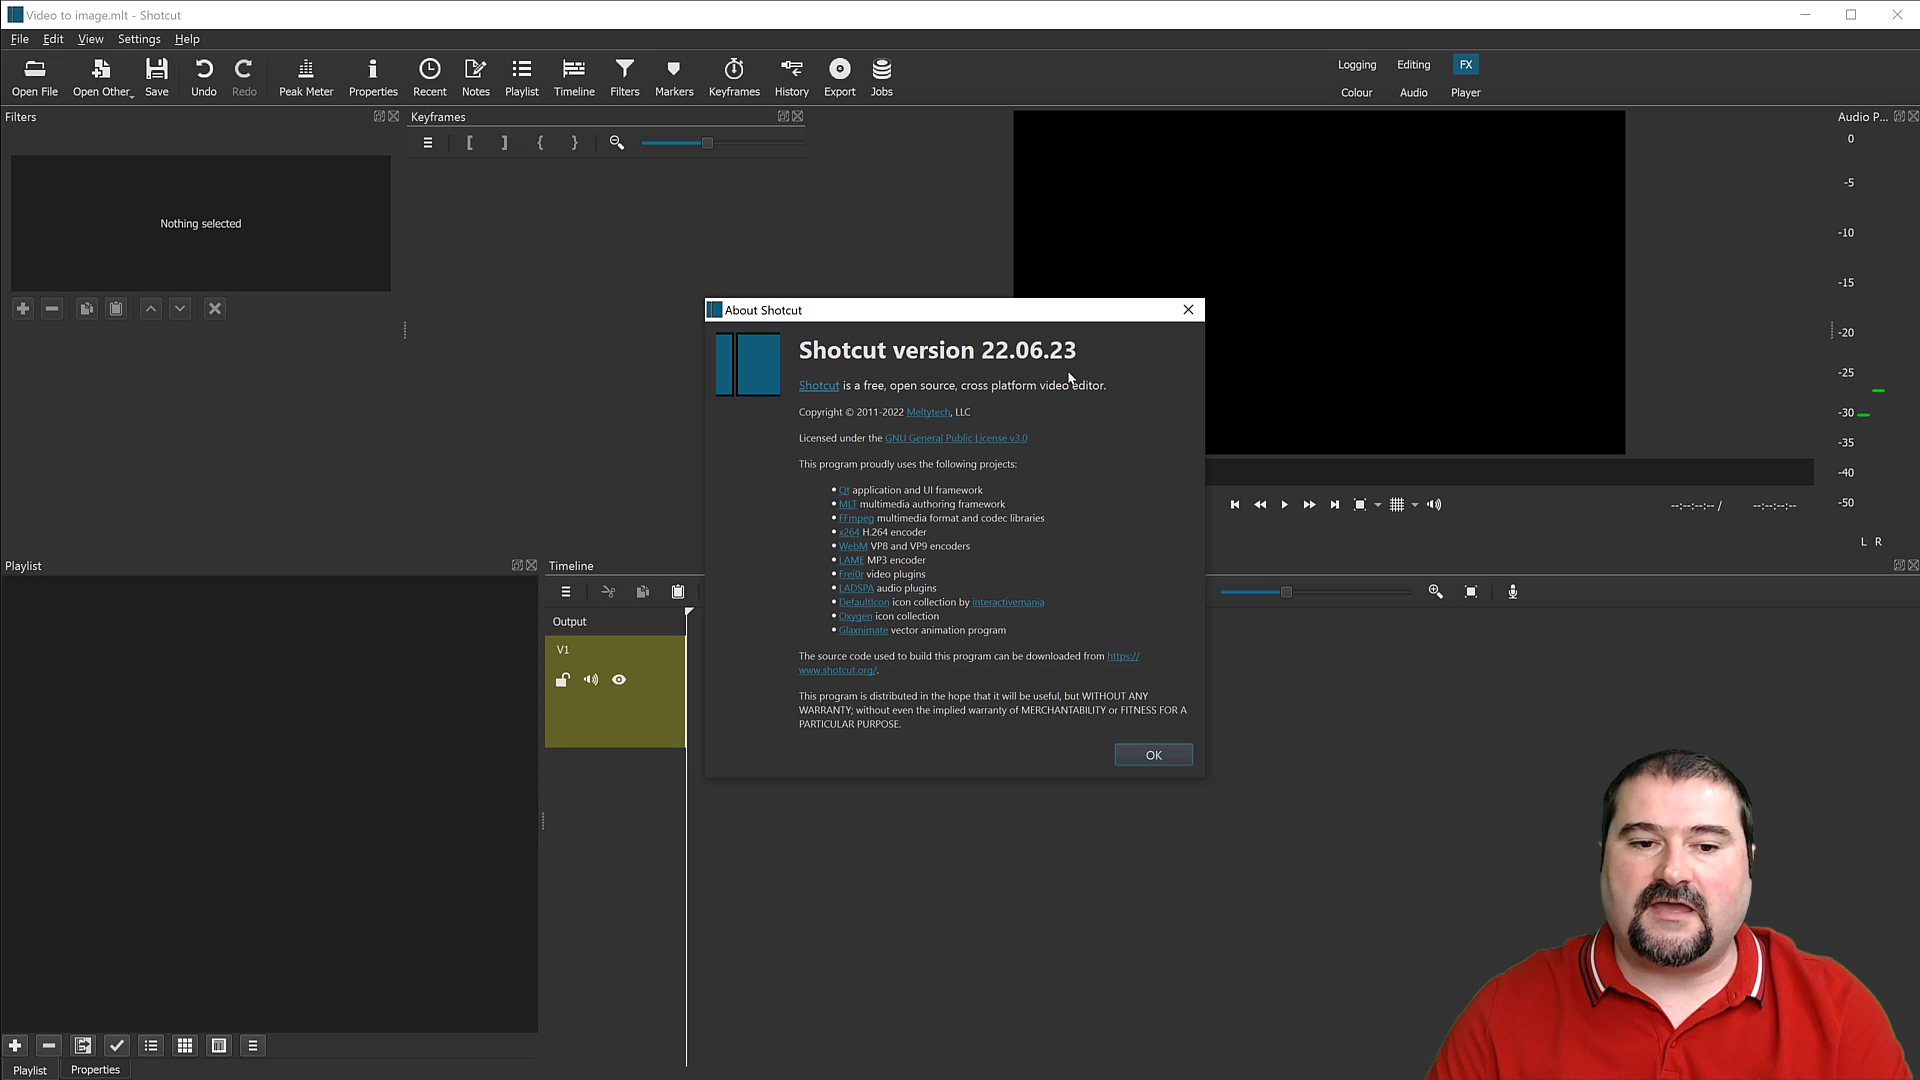 Video to image.mlt - Shotcut
File Edit View Settings Help
Open File Open Other Save Undo Redo Peak Meter Properties Recent Notes Playlist Timeline Filters Markers Keyframes History Export Jobs
Logging Editing FX
Colour Audio Player
Filters
Keyframes
Audio P...
Nothing selected
0
-5
-10
-15
-20
-25
-30
-35
-40
-50
L R
About Shotcut
Shotcut version 22.06.23
Shotcut is a free, open source, cross platform video editor.
Copyright © 2011-2022 Meltytech, LLC
Licensed under the GNU General Public License v3.0
This program proudly uses the following projects:
• Qt application and UI framework
• MLT multimedia authoring framework
• FFmpeg multimedia format and codec libraries
• x264 H.264 encoder
• WebM VP8 and VP9 encoders
• LAME MP3 encoder
• Frei0r video plugins
• LADSPA audio plugins
• DefaultIcon icon collection by interactivemania
• Oxygen icon collection
• Glaxnimate vector animation program
The source code used to build this program can be downloaded from https://
www.shotcut.org/.
This program is distributed in the hope that it will be useful, but WITHOUT ANY
WARRANTY; without even the implied warranty of MERCHANTABILITY or FITNESS FOR A
PARTICULAR PURPOSE.
OK
--:--:--:-- / --:--:--:--
Playlist
Timeline
Output
V1
Playlist Properties